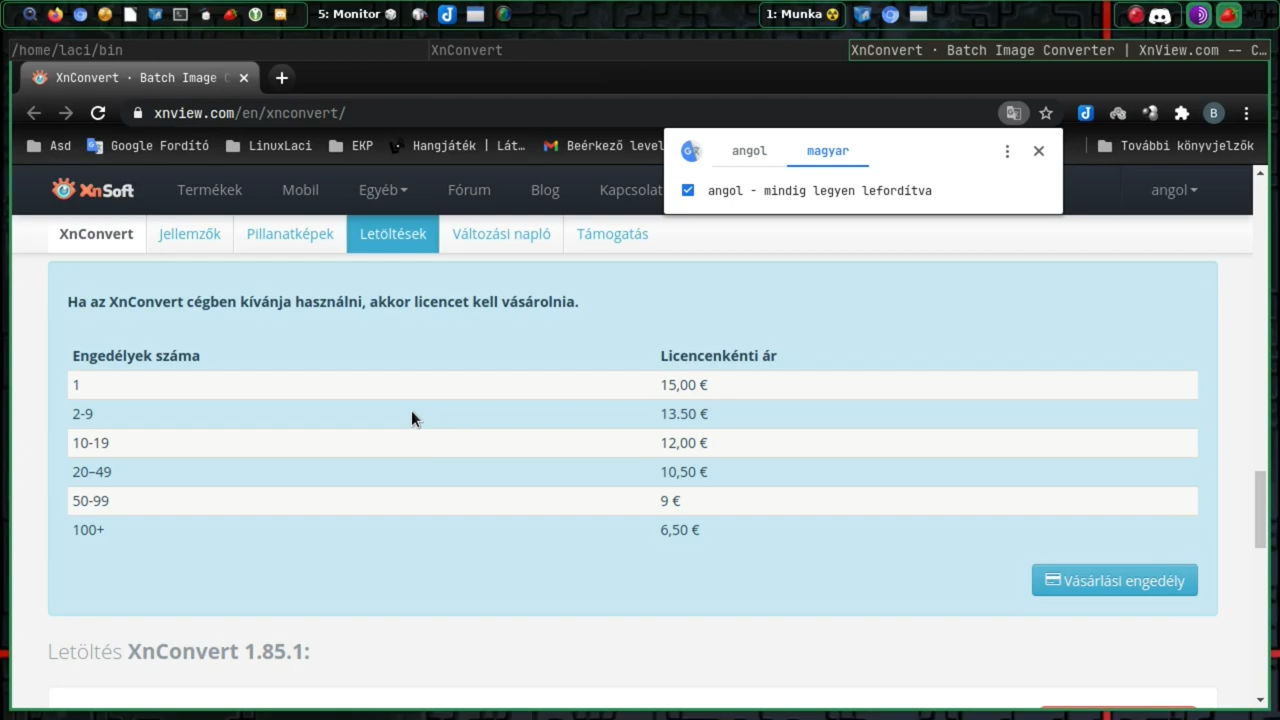 5: Monitor
1: Munka
/home/laci/bin
XnConvert
XnConvert · Batch Image Converter | XnView.com -- C…
XnConvert · Batch Image
xnview.com/en/xnconvert/
B
Asd
Google Fordító
LinuxLaci
EKP
Hangjáték | Lát…
Beérkező level
További könyvjelzők
angol
magyar
angol - mindig legyen lefordítva
XnSoft
Termékek
Mobil
Egyéb
Fórum
Blog
Kapcsolat
angol
XnConvert
Jellemzők
Pillanatképek
Letöltések
Változási napló
Támogatás
Ha az XnConvert cégben kívánja használni, akkor licencet kell vásárolnia.
Engedélyek száma Licencenkénti ár
1 15,00 €
2-9 13.50 €
10-19 12,00 €
20–49 10,50 €
50-99 9 €
100+ 6,50 €
Vásárlási engedély
Letöltés XnConvert 1.85.1: